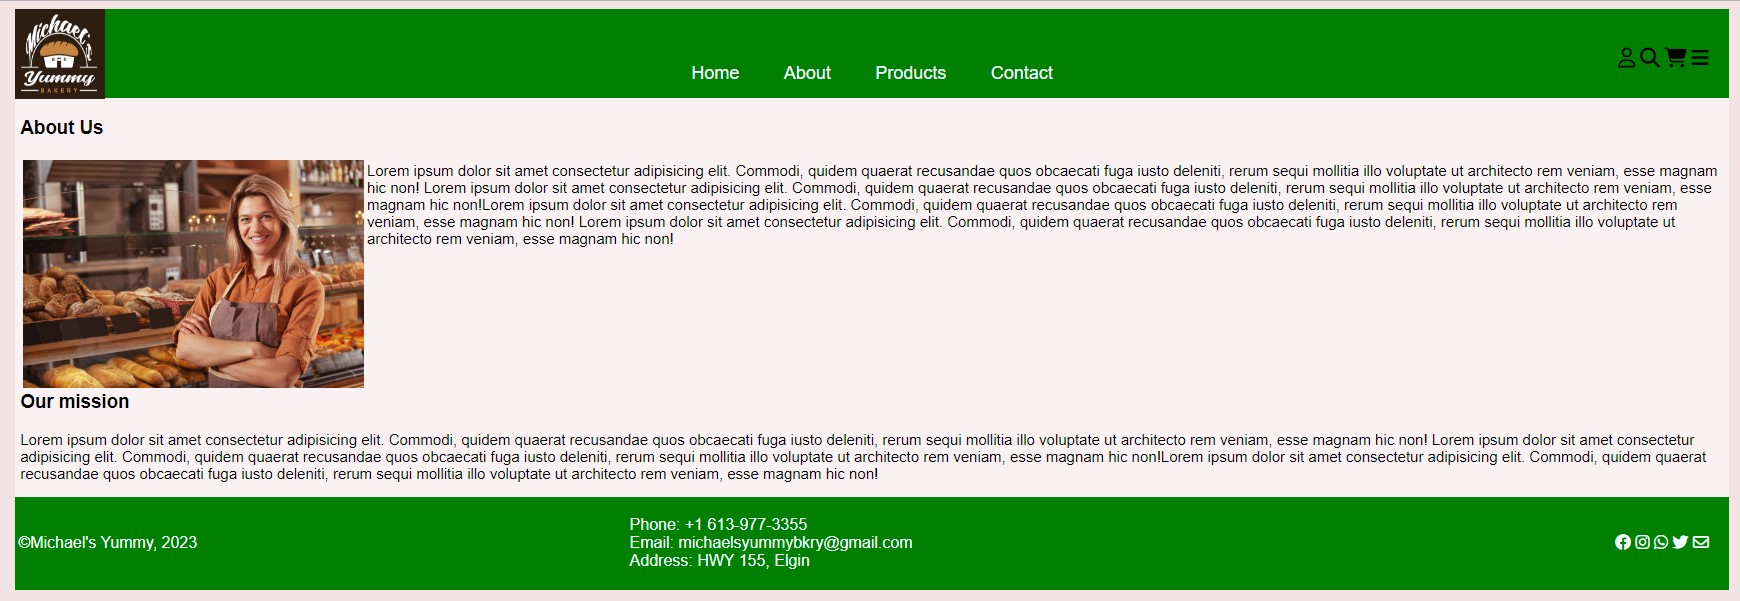 Michael's
Yummy
BAKERY
Home About Products Contact
About Us
Lorem ipsum dolor sit amet consectetur adipisicing elit. Commodi, quidem quaerat recusandae quos obcaecati fuga iusto deleniti, rerum sequi mollitia illo voluptate ut architecto rem veniam, esse magnam
hic non! Lorem ipsum dolor sit amet consectetur adipisicing elit. Commodi, quidem quaerat recusandae quos obcaecati fuga iusto deleniti, rerum sequi mollitia illo voluptate ut architecto rem veniam, esse
magnam hic non!Lorem ipsum dolor sit amet consectetur adipisicing elit. Commodi, quidem quaerat recusandae quos obcaecati fuga iusto deleniti, rerum sequi mollitia illo voluptate ut architecto rem
veniam, esse magnam hic non! Lorem ipsum dolor sit amet consectetur adipisicing elit. Commodi, quidem quaerat recusandae quos obcaecati fuga iusto deleniti, rerum sequi mollitia illo voluptate ut
architecto rem veniam, esse magnam hic non!
Our mission
Lorem ipsum dolor sit amet consectetur adipisicing elit. Commodi, quidem quaerat recusandae quos obcaecati fuga iusto deleniti, rerum sequi mollitia illo voluptate ut architecto rem veniam, esse magnam hic non! Lorem ipsum dolor sit amet consectetur
adipisicing elit. Commodi, quidem quaerat recusandae quos obcaecati fuga iusto deleniti, rerum sequi mollitia illo voluptate ut architecto rem veniam, esse magnam hic non!Lorem ipsum dolor sit amet consectetur adipisicing elit. Commodi, quidem quaerat
recusandae quos obcaecati fuga iusto deleniti, rerum sequi mollitia illo voluptate ut architecto rem veniam, esse magnam hic non!
©Michael's Yummy, 2023
Phone: +1 613-977-3355
Email: michaelsyummybkry@gmail.com
Address: HWY 155, Elgin